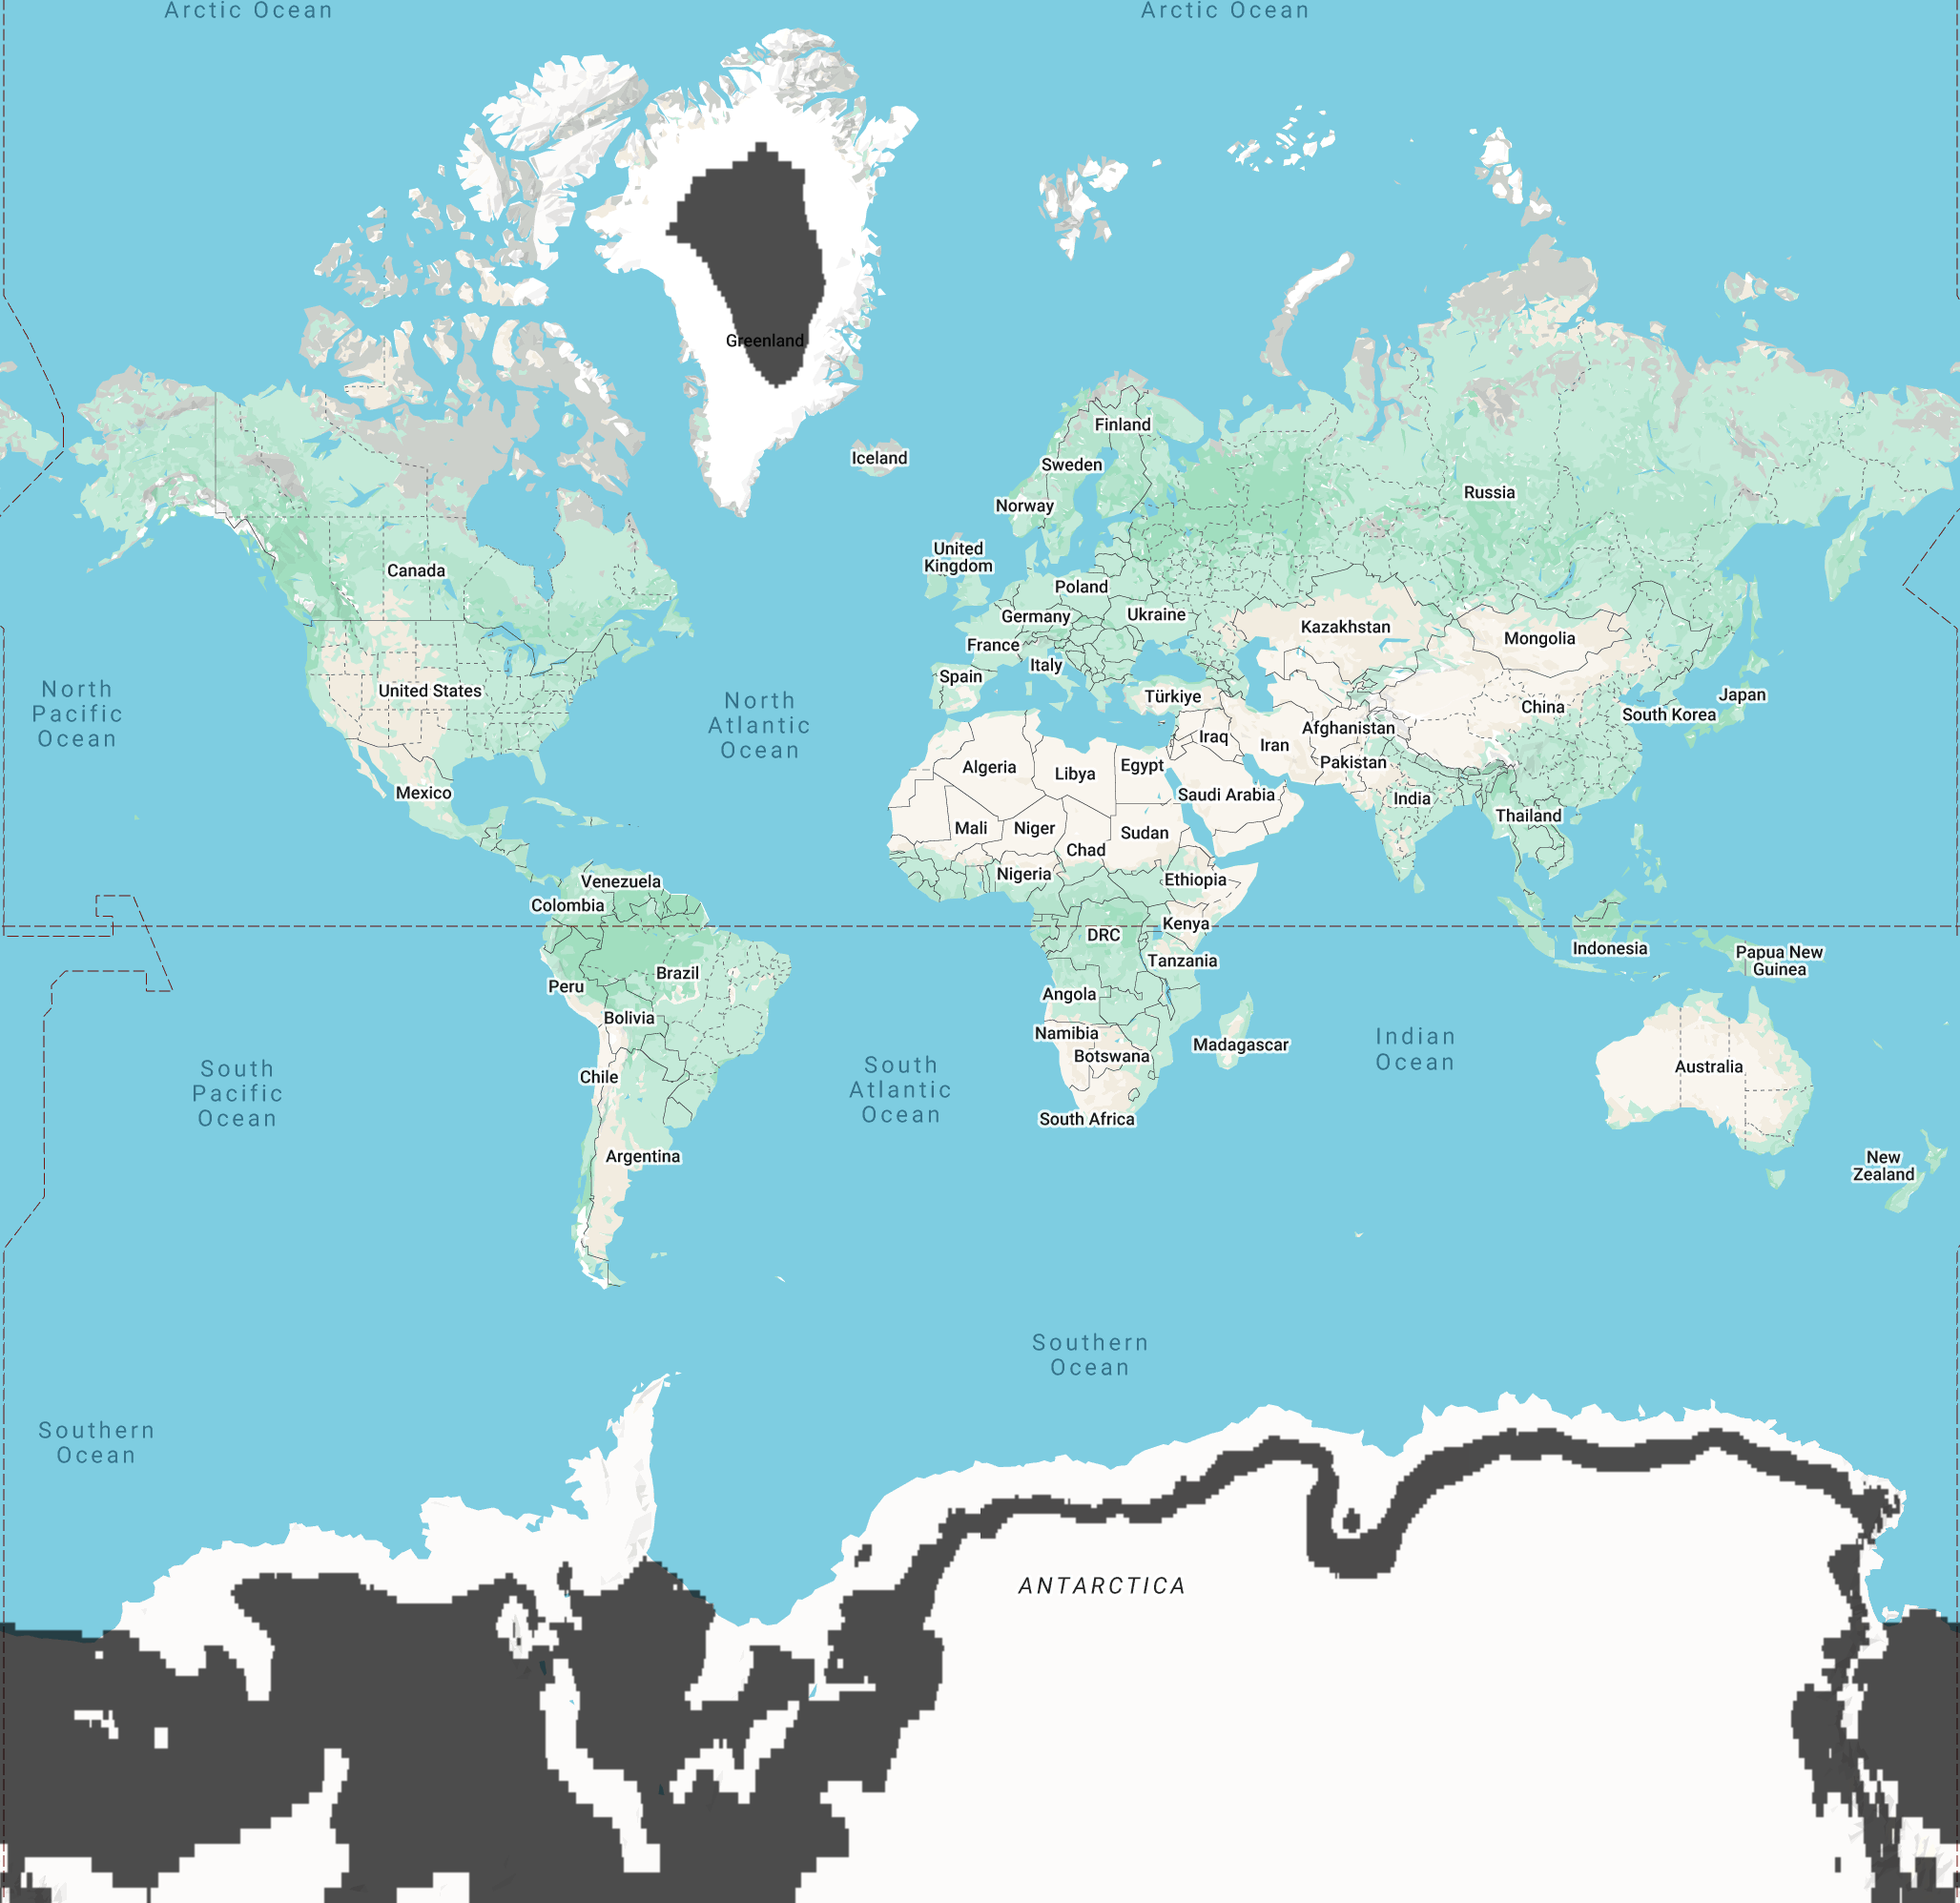 Arctic Ocean
Arctic Ocean
Greenland
Finland
Iceland
Sweden
Russia
Norway
United
Kingdom
Canada
Poland
Germany
Ukraine
Kazakhstan
Mongolia
France
Italy
Spain
United States
North
Pacific
Ocean
North
Atlantic
Ocean
Türkiye
Japan
China
South Korea
Afghanistan
Iraq
Iran
Pakistan
Algeria
Libya
Egypt
Saudi Arabia
India
Mexico
Thailand
Mali
Niger
Sudan
Chad
Nigeria
Ethiopia
Venezuela
Colombia
Kenya
DRC
Indonesia
Papua New
Guinea
Tanzania
Brazil
Peru
Angola
Bolivia
Namibia
Madagascar
Botswana
Indian
Ocean
Australia
Chile
South
Pacific
Ocean
South
Atlantic
Ocean
South Africa
Argentina
New
Zealand
Southern
Ocean
Southern
Ocean
ANTARCTICA